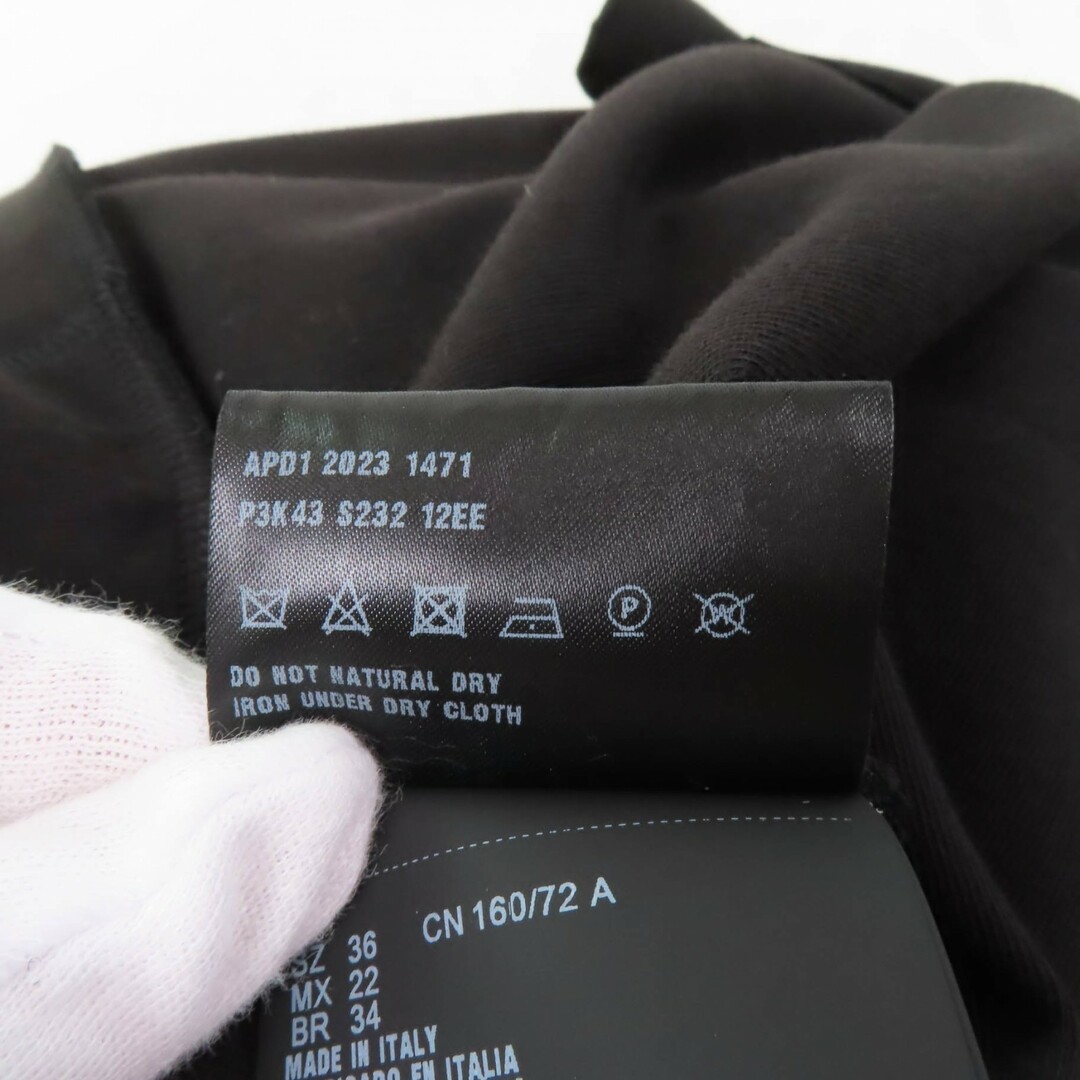 APD1 2023 1471
P3K43 S232 12EE
P
W
DO NOT NATURAL DRY
IRON UNDER DRY CLOTH
CN 160/72 A
SZ 36
MX 22
BR 34
MADE IN ITALY
EN ITALIA